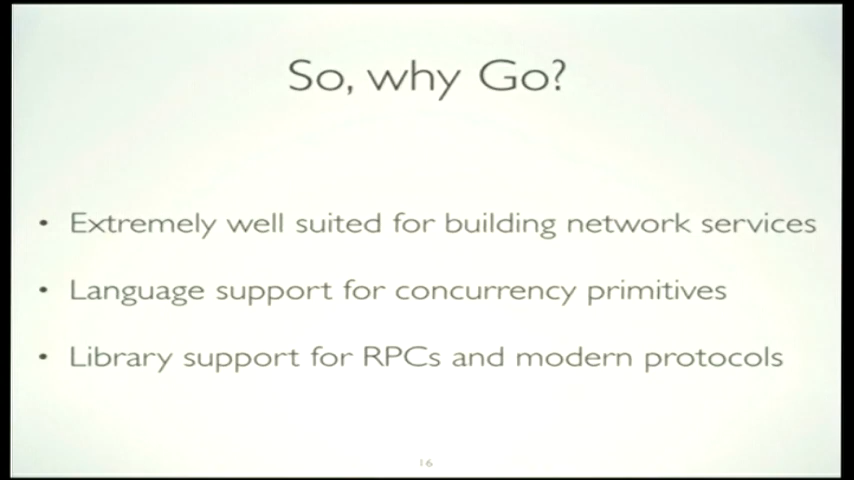 So, why Go?
• Extremely well suited for building network services
• Language support for concurrency primitives
• Library support for RPCs and modern protocols
16